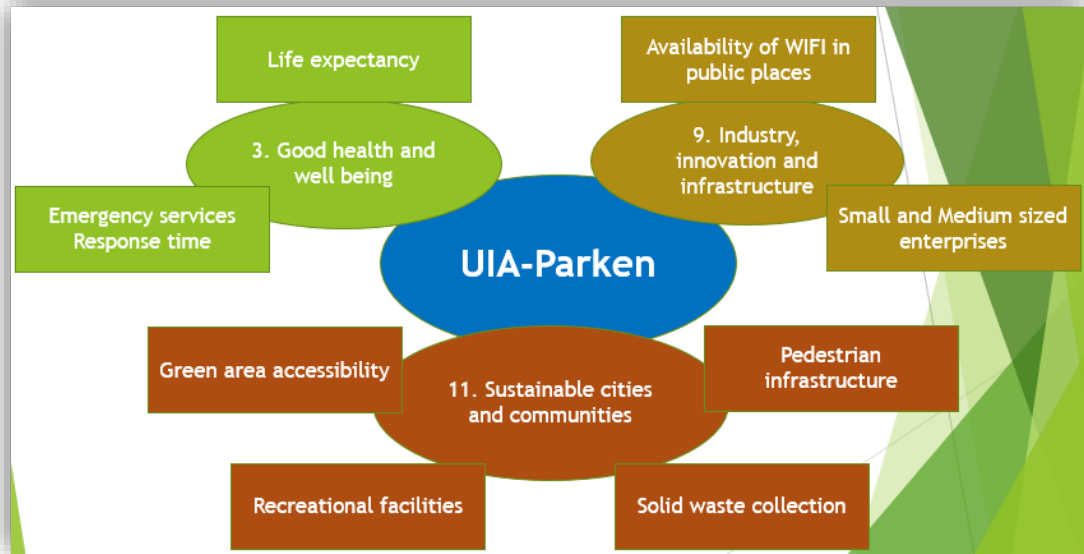 Life expectancy
Availability of WIFI in
public places
3. Good health and
well being
9. Industry,
innovation and
infrastructure
Emergency services
Response time
Small and Medium sized
enterprises
UIA-Parken
Green area accessibility
11. Sustainable cities
and communities
Pedestrian
infrastructure
Recreational facilities
Solid waste collection